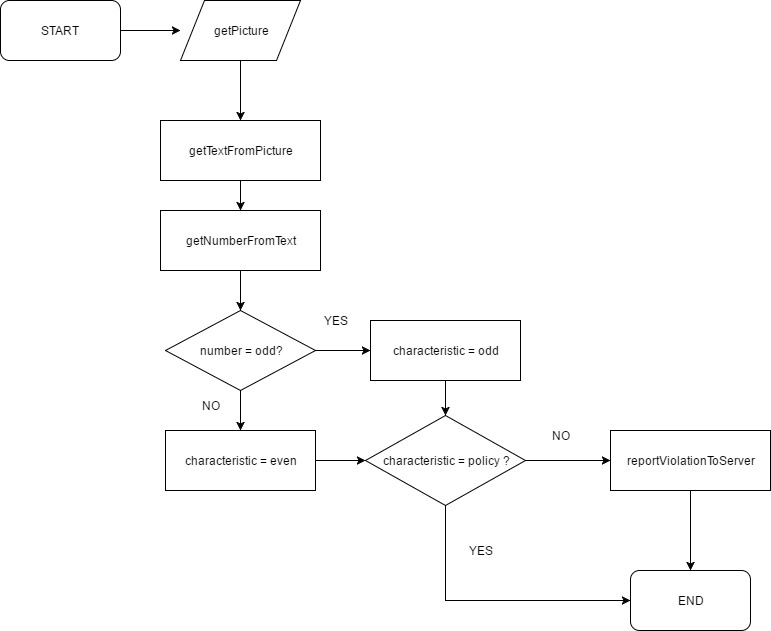 START
getPicture
getTextFromPicture
getNumberFromText
number = odd?
YES
characteristic = odd
NO
characteristic = even
characteristic = policy ?
NO
reportViolationToServer
YES
END